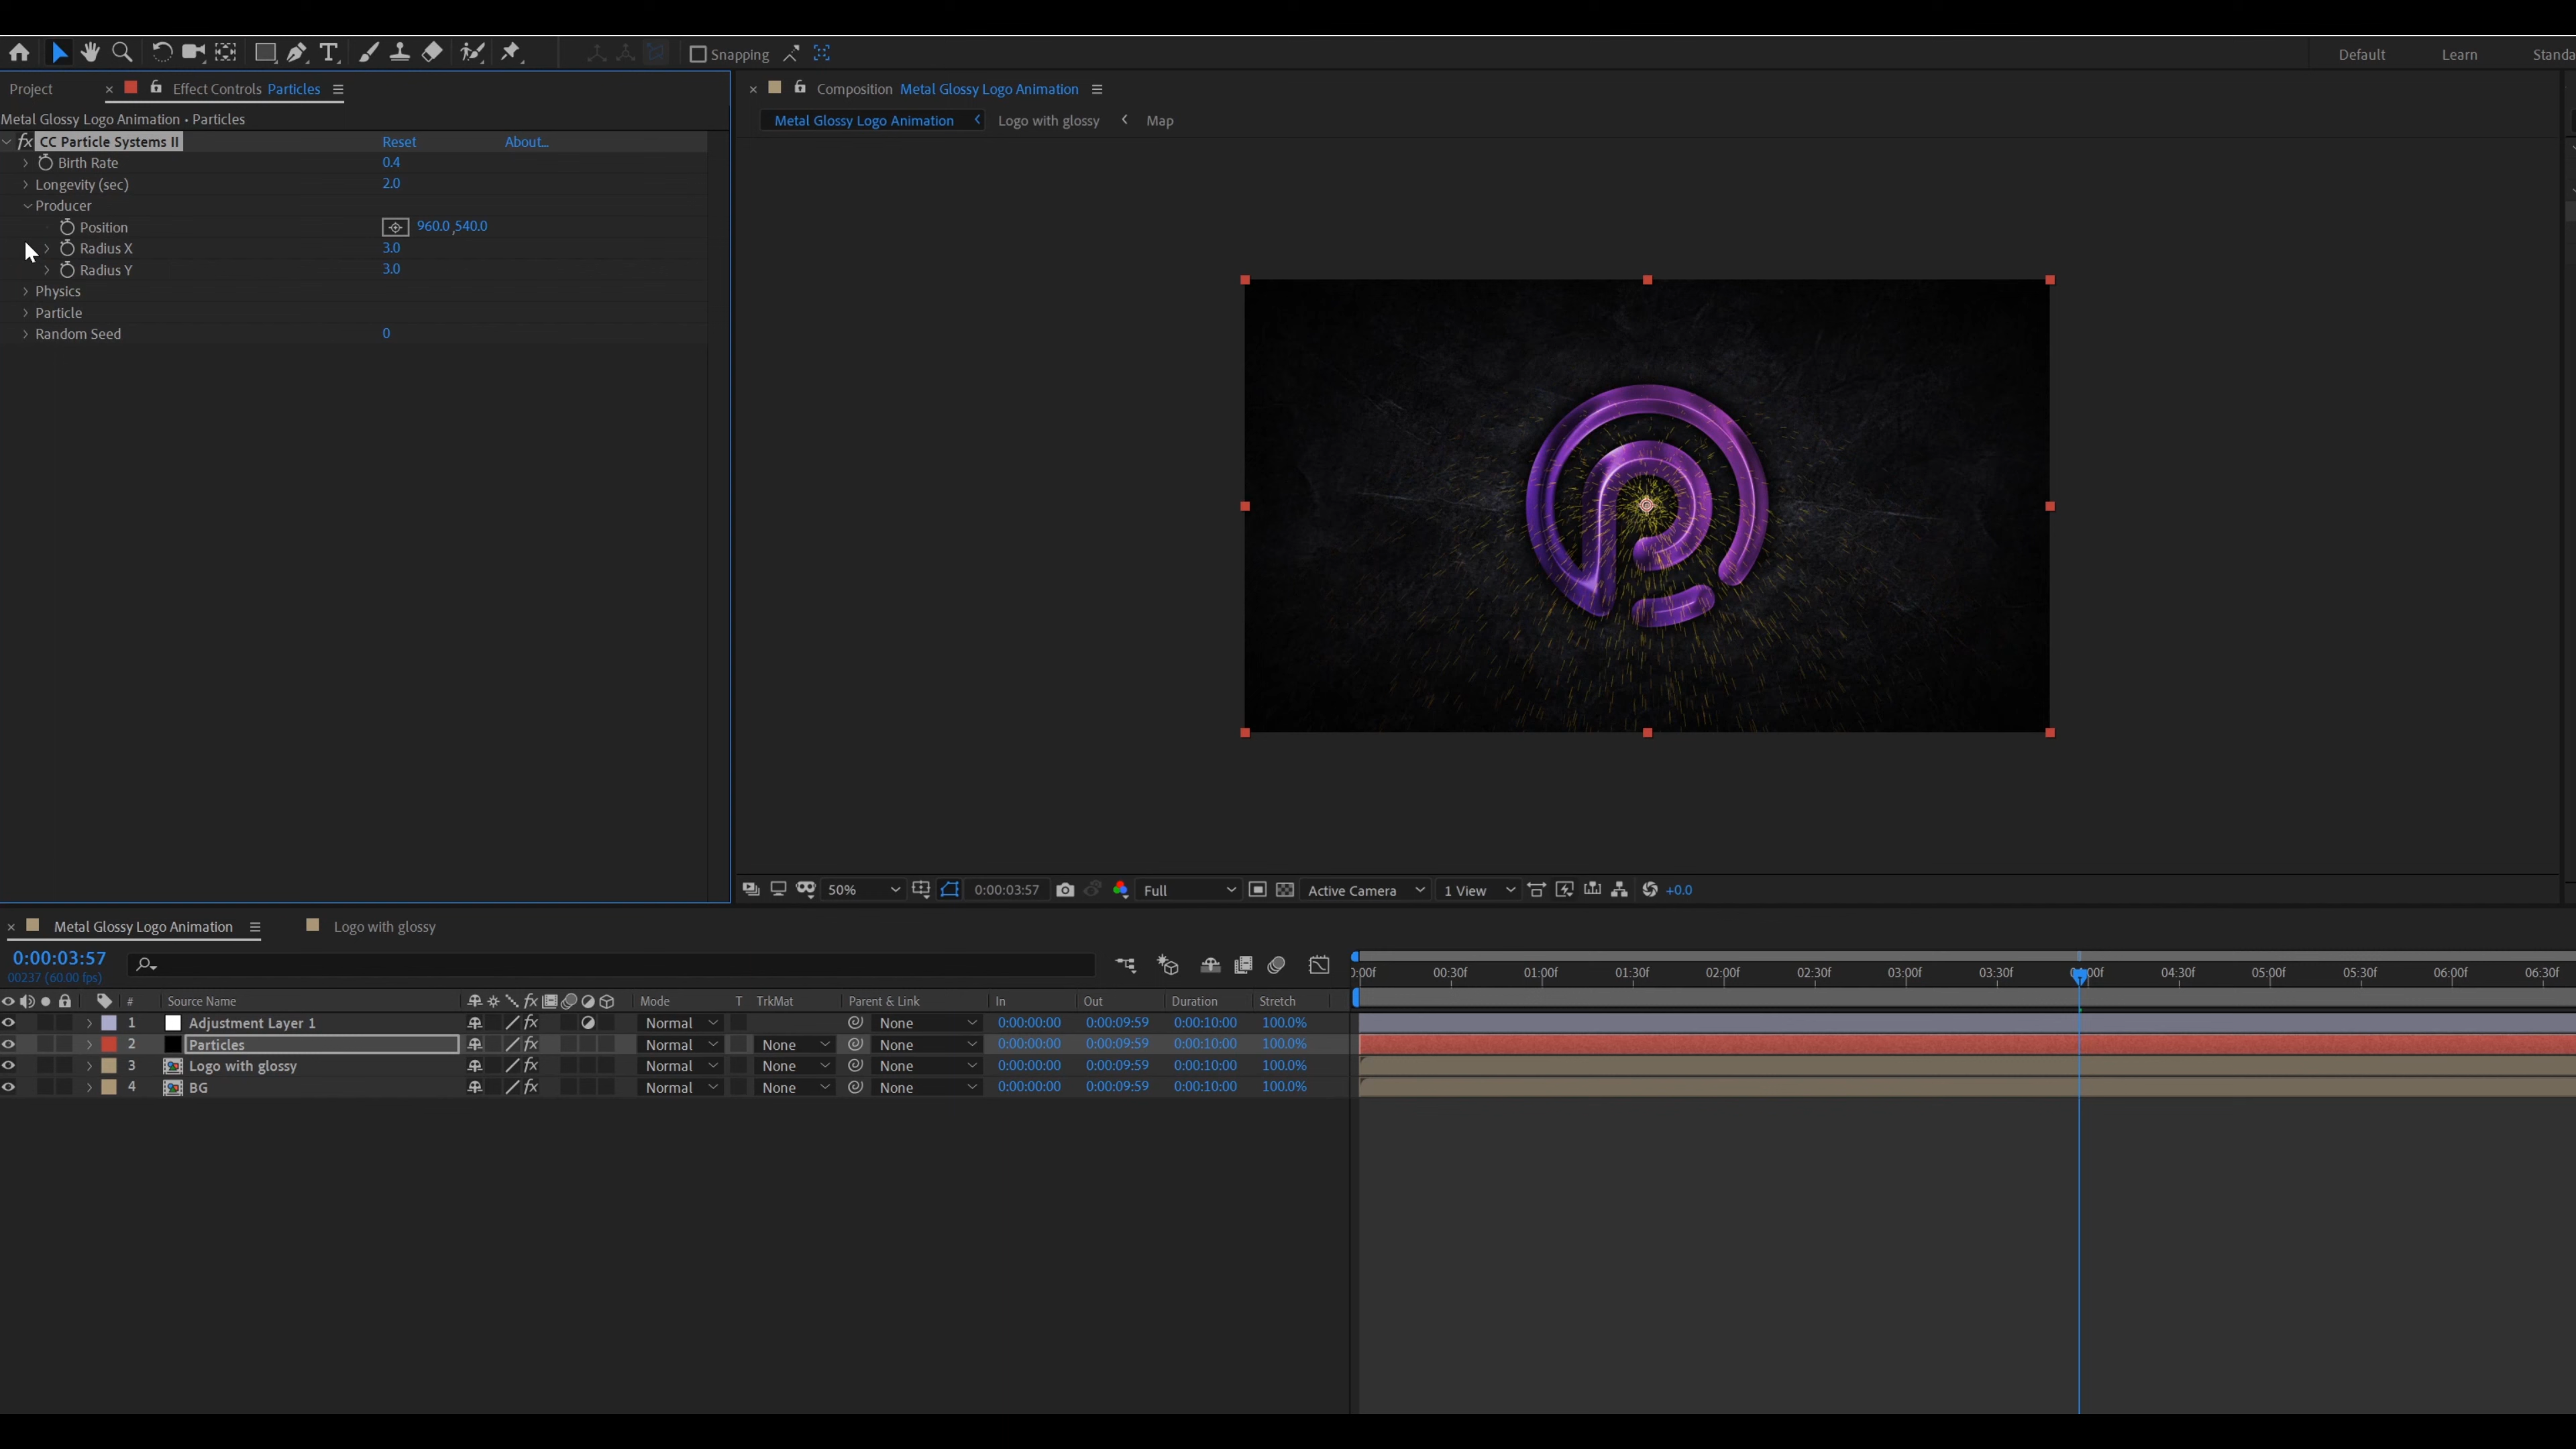 Snapping Default Learn Standa
Project Effect Controls Particles
Composition Metal Glossy Logo Animation
Metal Glossy Logo Animation • Particles
Metal Glossy Logo Animation Logo with glossy Map
fx CC Particle Systems II Reset About...
Birth Rate 0.4
Longevity (sec) 2.0
Producer
Position 960.0,540.0
Radius X 3.0
Radius Y 3.0
Physics
Particle
Random Seed 0
50% 0:00:03:57 Full Active Camera 1 View +0.0
Metal Glossy Logo Animation Logo with glossy
0:00:03:57
00237 (60.00 fps)
0:00f 00:30f 01:00f 01:30f 02:00f 02:30f 03:00f 03:30f 04:00f 04:30f 05:00f 05:30f 06:00f 06:30f
# Source Name fx Mode T TrkMat Parent & Link In Out Duration Stretch
1 Adjustment Layer 1 fx Normal None 0:00:00:00 0:00:09:59 0:00:10:00 100.0%
2 Particles fx Normal None None 0:00:00:00 0:00:09:59 0:00:10:00 100.0%
3 Logo with glossy fx Normal None None 0:00:00:00 0:00:09:59 0:00:10:00 100.0%
4 BG fx Normal None None 0:00:00:00 0:00:09:59 0:00:10:00 100.0%